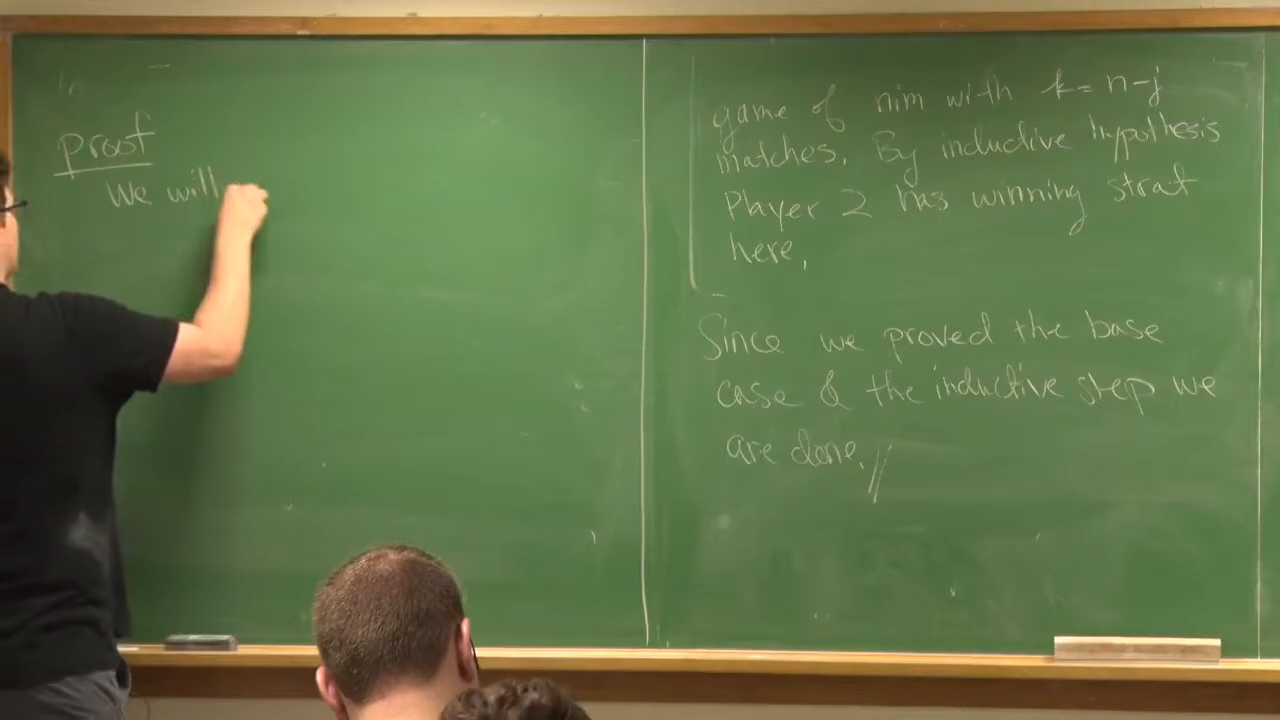 proof
We will
game of nim with k = n-j
matches. By inductive hypothesis
Player 2 has winning strat
here.
Since we proved the base
case & the inductive step we
are done. //